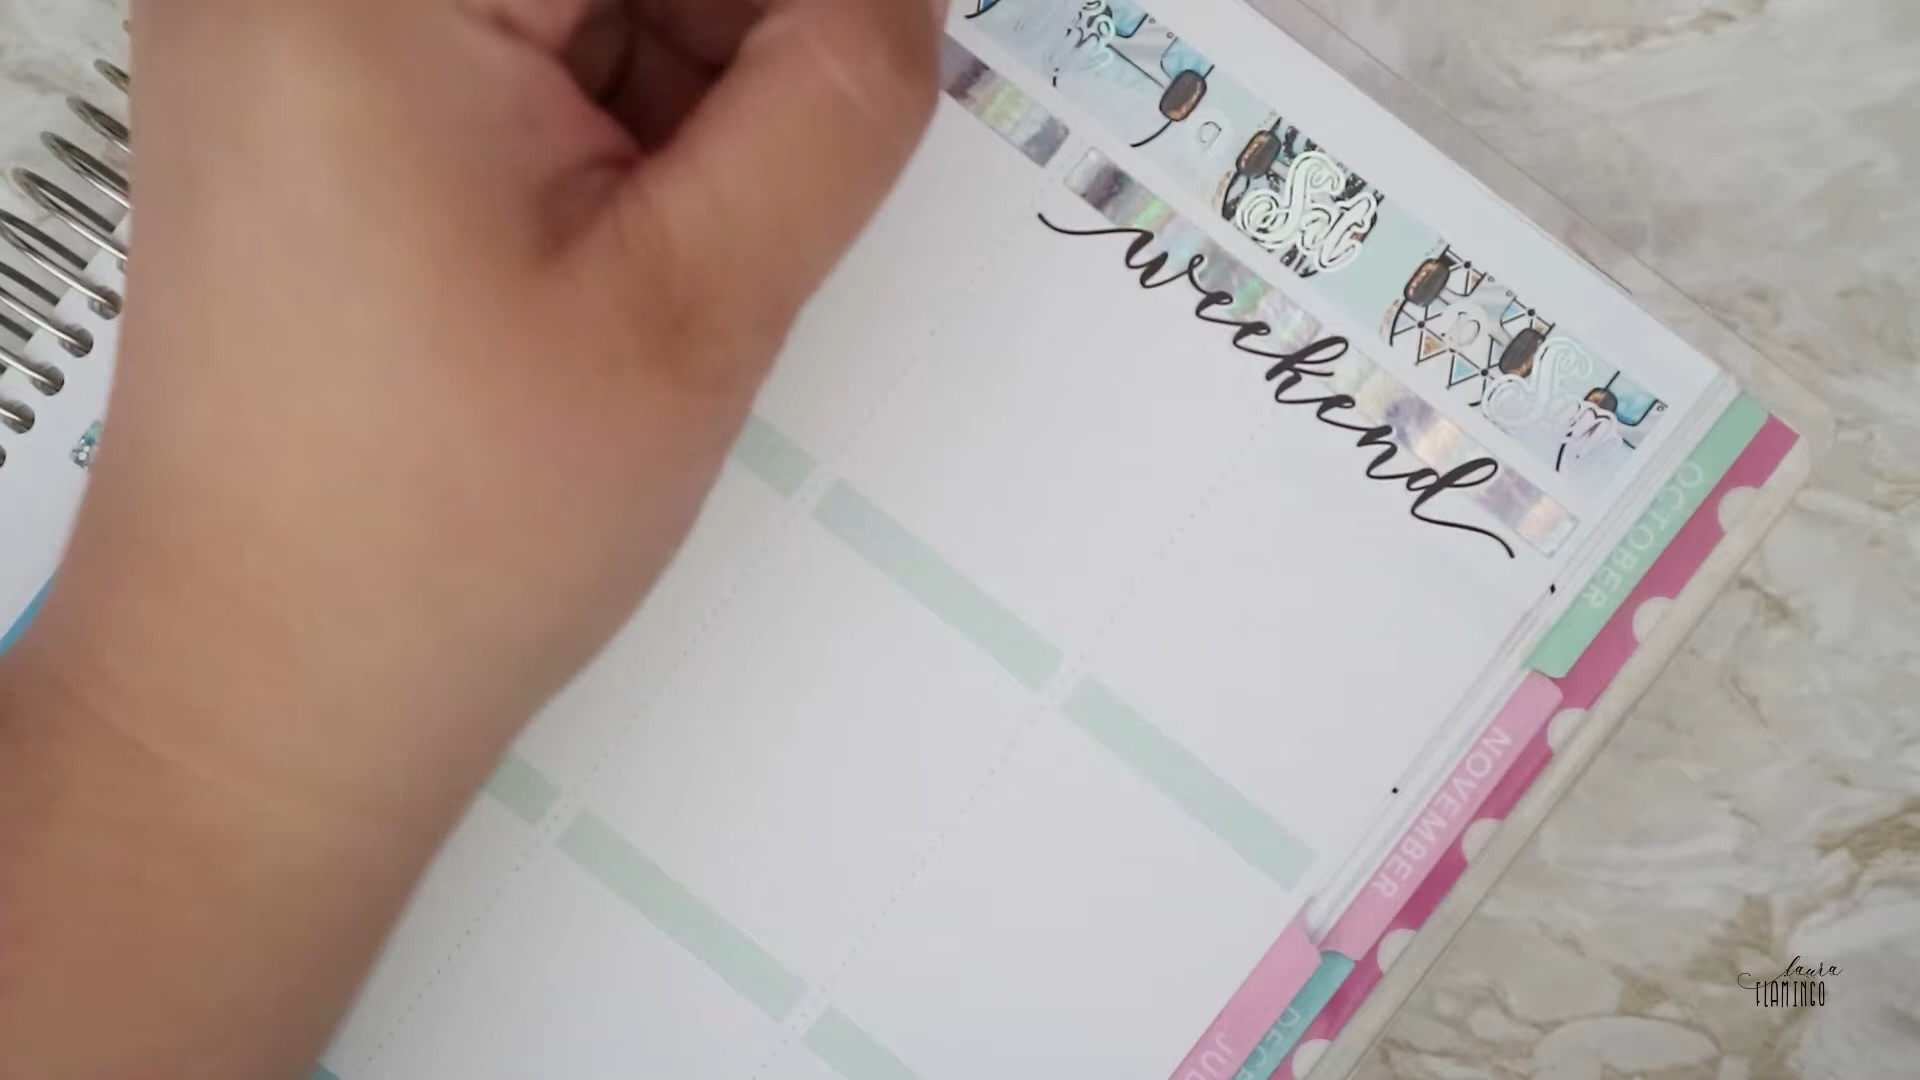 Sat
Sun
weekend
OCTOBER
NOVEMBER
laura
FLAMINGO